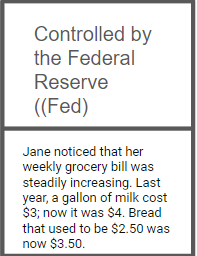 Controlled by
the Federal
Reserve
((Fed)
Jane noticed that her
weekly grocery bill was
steadily increasing. Last
year, a gallon of milk cost
$3; now it was $4. Bread
that used to be $2.50 was
now $3.50.